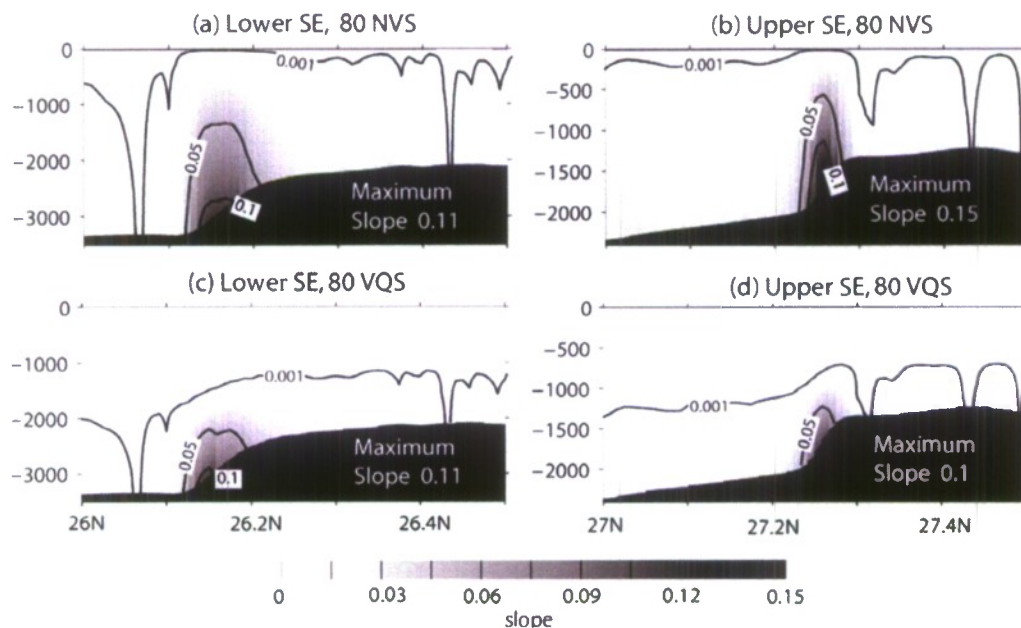 (a) Lower SE, 80 NVS
(b) Upper SE, 80 NVS
0
-1000
-2000
-3000
0.001
0.05
0.1
Maximum
Slope 0.11
0
-500
-1000
-1500
-2000
0.001
0.05
0.1
Maximum
Slope 0.15
(c) Lower SE, 80 VQS
(d) Upper SE, 80 VQS
0
-1000
-2000
-3000
0.001
0.05
0.1
Maximum
Slope 0.11
26N
26.2N
26.4N
0
-500
-1000
-1500
-2000
0.001
0.05
Maximum
Slope 0.1
27N
27.2N
27.4N
0
0.03
0.06
0.09
0.12
0.15
slope